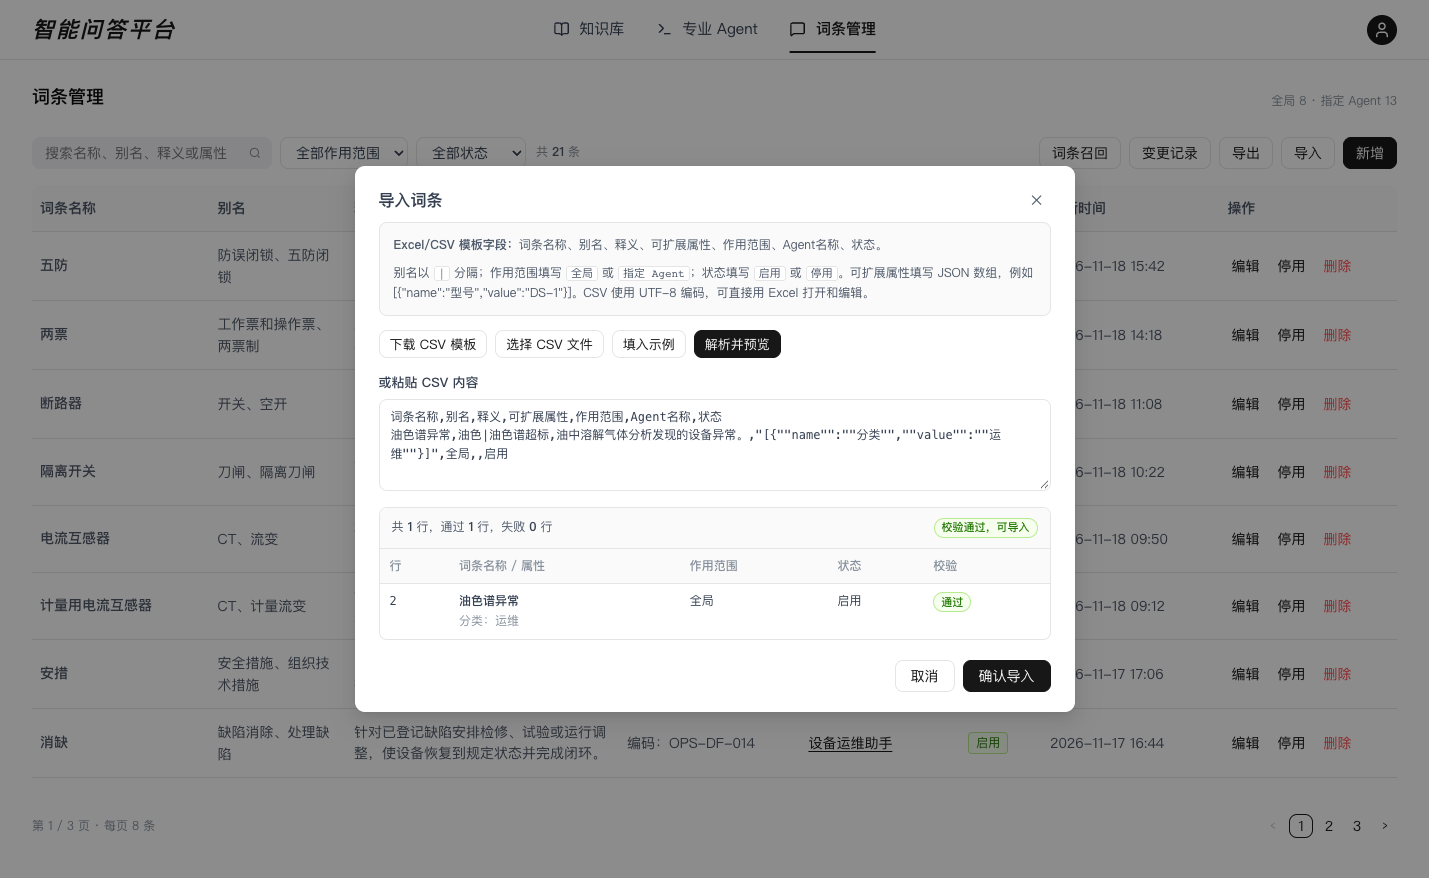 智能问答平台
知识库
专业 Agent
词条管理
词条管理
全局 8 · 指定 Agent 13
搜索名称、别名、释义或属性
全部作用范围
全部状态
共 21 条
词条召回
变更记录
导出
导入
新增
词条名称
别名
时间
操作
五防
防误闭锁、五防闭
锁
6-11-18 15:42
编辑
停用
删除
两票
工作票和操作票、
两票制
6-11-18 14:18
编辑
停用
删除
断路器
开关、空开
6-11-18 11:08
编辑
停用
删除
隔离开关
刀闸、隔离刀闸
6-11-18 10:22
编辑
停用
删除
电流互感器
CT、流变
6-11-18 09:50
编辑
停用
删除
计量用电流互感器
CT、计量流变
6-11-18 09:12
编辑
停用
删除
安措
安全措施、组织技
术措施
6-11-17 17:06
编辑
停用
删除
消缺
缺陷消除、处理缺
陷
针对已登记缺陷安排检修、试验或运行调
整，使设备恢复到规定状态并完成闭环。
编码：OPS-DF-014
设备运维助手
启用
2026-11-17 16:44
编辑
停用
删除
第 1 / 3 页 · 每页 8 条
‹
1
2
3
›
导入词条
Excel/CSV 模板字段：词条名称、别名、释义、可扩展属性、作用范围、Agent名称、状态。
别名以 | 分隔；作用范围填写 全局 或 指定 Agent；状态填写 启用 或 停用。可扩展属性填写 JSON 数组，例如
[{"name":"型号","value":"DS-1"}]。CSV 使用 UTF-8 编码，可直接用 Excel 打开和编辑。
下载 CSV 模板
选择 CSV 文件
填入示例
解析并预览
或粘贴 CSV 内容
词条名称,别名,释义,可扩展属性,作用范围,Agent名称,状态
油色谱异常,油色|油色谱超标,油中溶解气体分析发现的设备异常。,"[{""name"":""分类"",""value"":""运
维""}]",全局,,启用
共 1 行，通过 1 行，失败 0 行
校验通过，可导入
行
词条名称 / 属性
作用范围
状态
校验
2
油色谱异常
分类：运维
全局
启用
通过
取消
确认导入